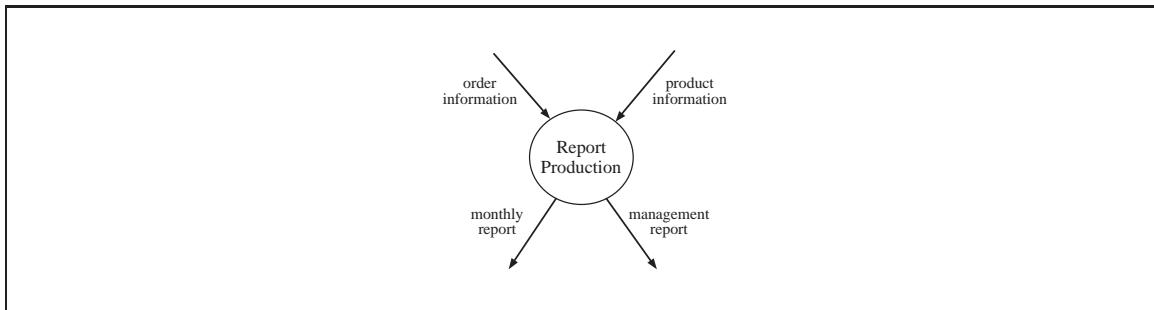 order
information
product
information
Report
Production
monthly
report
management
report